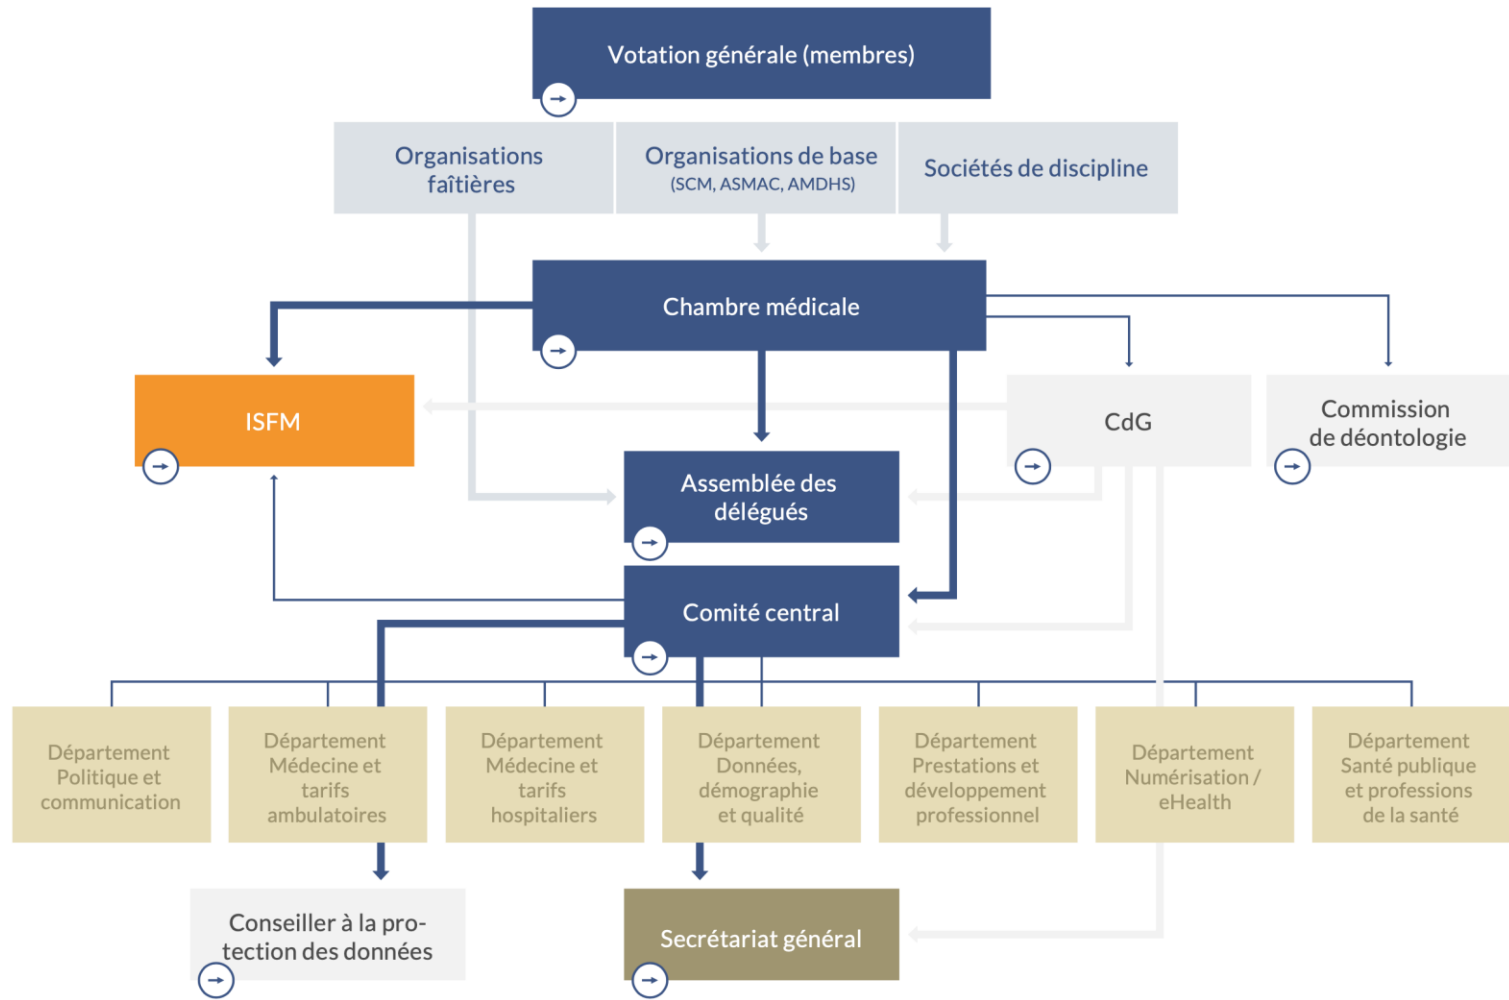 Votation générale (membres)
Organisations
faîtières
Organisations de base
(SCM, ASMAC, AMDHS)
Sociétés de discipline
Chambre médicale
ISFM
CdG
Commission
de déontologie
Assemblée des
délégués
Comité central
Département
Politique et
communication
Département
Médecine et
tarifs
ambulatoires
Département
Médecine et
tarifs
hospitaliers
Département
Données,
démographie
et qualité
Département
Prestations et
développement
professionnel
Département
Numérisation /
eHealth
Département
Santé publique
et professions
de la santé
Conseiller à la pro-
tection des données
Secrétariat général